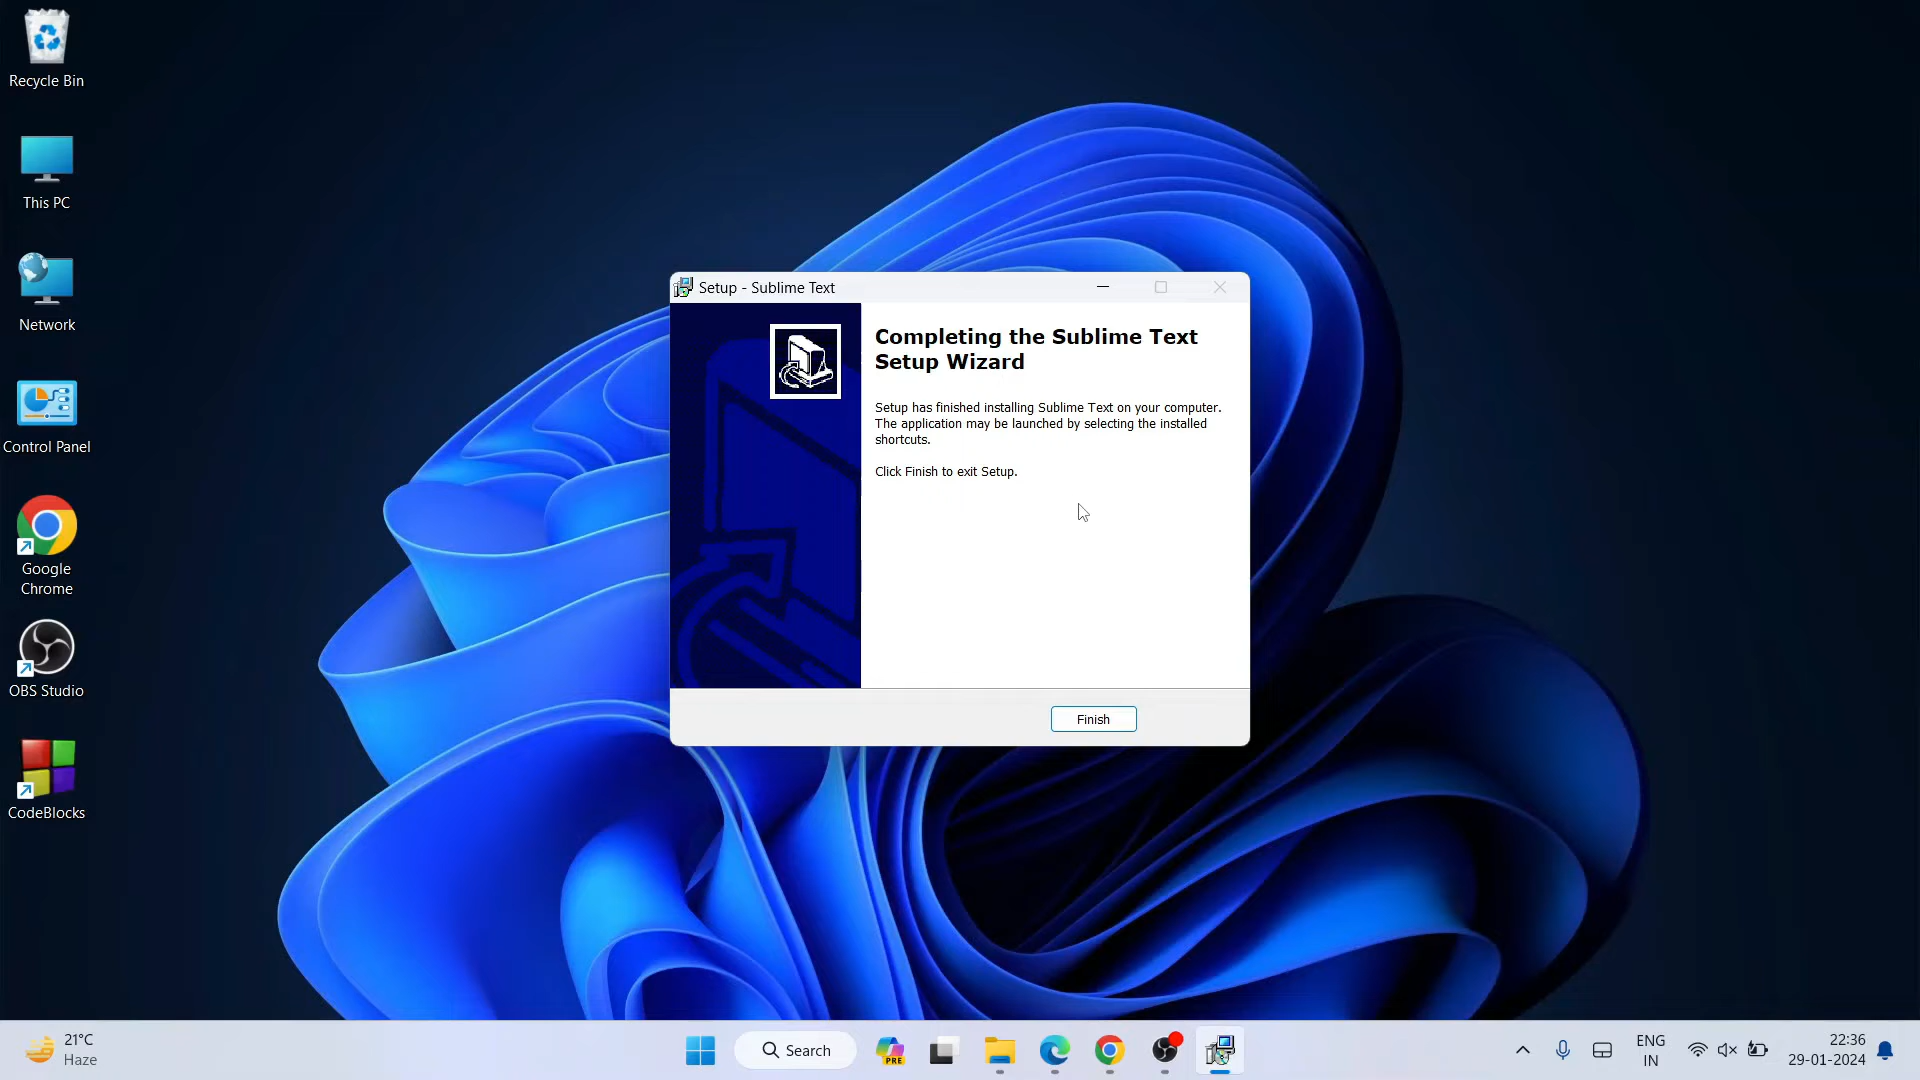 Recycle Bin
This PC
Network
Control Panel
Google
Chrome
OBS Studio
CodeBlocks
Setup - Sublime Text
Completing the Sublime Text
Setup Wizard
Setup has finished installing Sublime Text on your computer.
The application may be launched by selecting the installed
shortcuts.
Click Finish to exit Setup.
Finish
21°C
Haze
Search
PRE
ENG
IN
22:36
29-01-2024